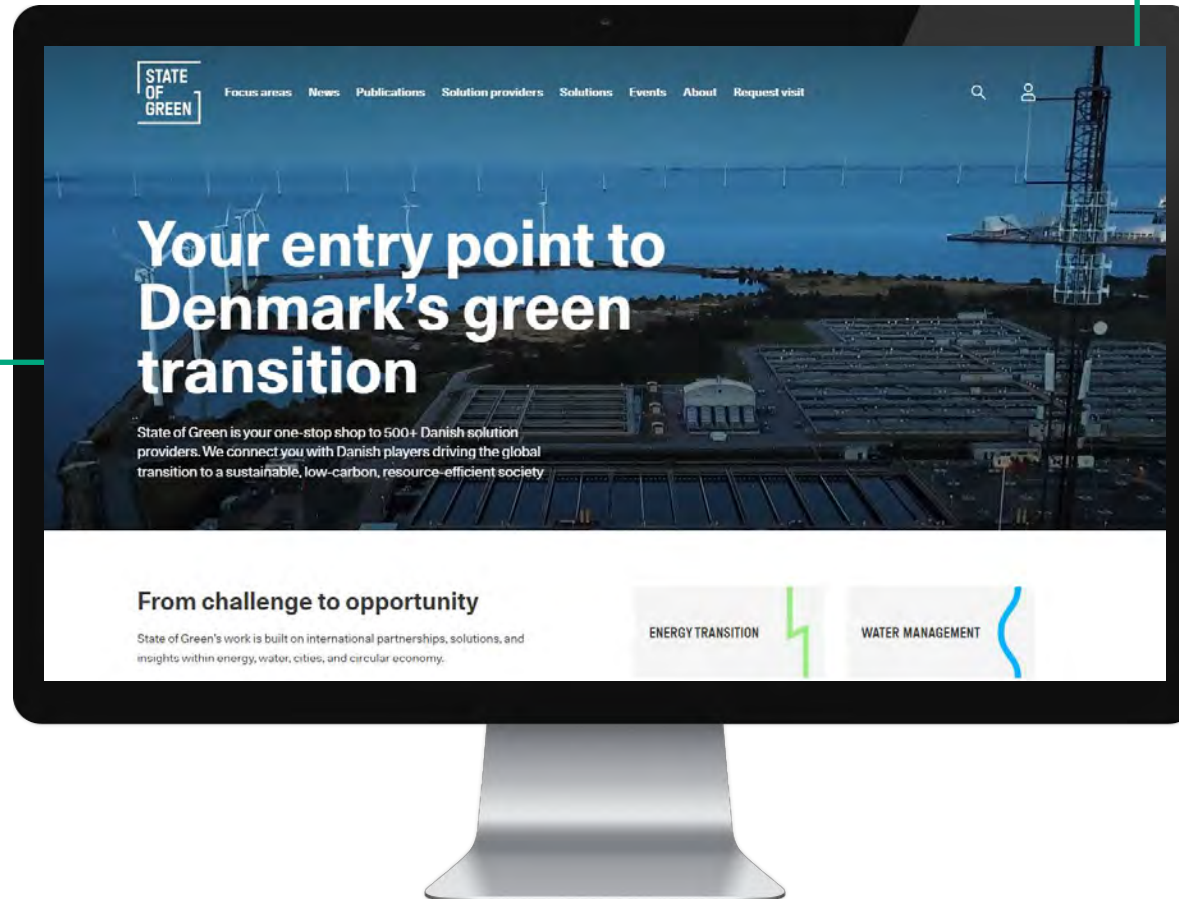 STATE
OF
GREEN
Focus areas News Publications Solution providers Solutions Events About Request visit
Your entry point to
Denmark’s green
transition
State of Green is your one-stop shop to 500+ Danish solution
providers. We connect you with Danish players driving the global
transition to a sustainable, low-carbon, resource-efficient society
From challenge to opportunity
State of Green's work is built on international partnerships, solutions, and
insights within energy, water, cities, and circular economy.
ENERGY TRANSITION
WATER MANAGEMENT